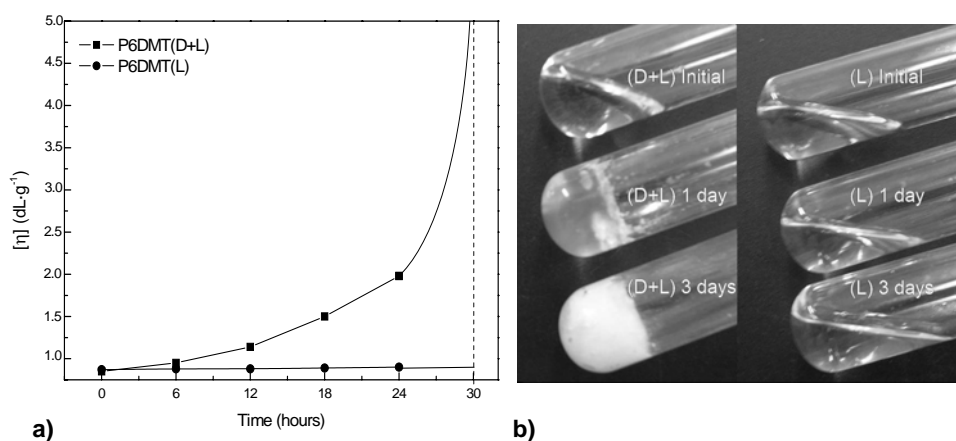 5.0
4.5
4.0
3.5
3.0
2.5
2.0
1.5
1.0
[η] (dL·g⁻¹)
P6DMT(D+L)
P6DMT(L)
0 6 12 18 24 30
Time (hours)
a)
(D+L) Initial
(D+L) 1 day
(D+L) 3 days
(L) Initial
(L) 1 day
(L) 3 days
b)